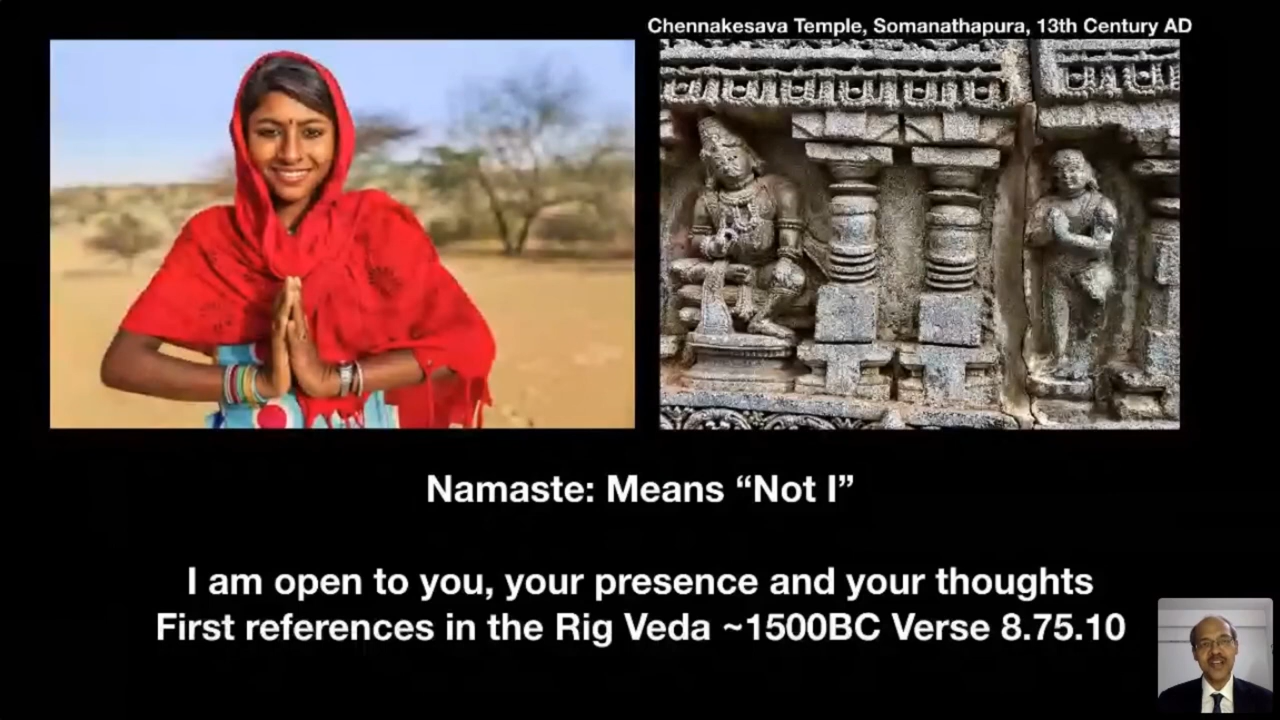 Chennakesava Temple, Somanathapura, 13th Century AD
Namaste: Means “Not I”
I am open to you, your presence and your thoughts
First references in the Rig Veda ~1500BC Verse 8.75.10